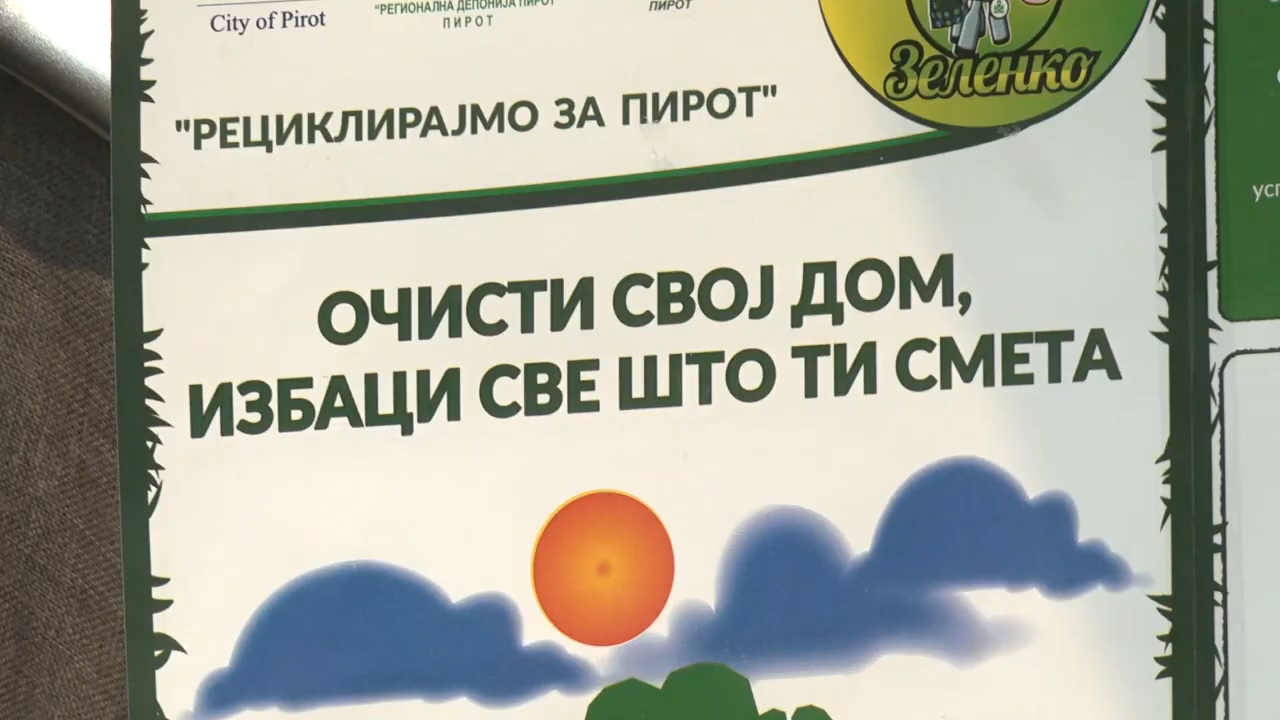 City of Pirot
"РЕГИОНАЛНА ДЕПОНИЈА ПИРОТ"
ПИРОТ
ПИРОТ
Зеленко
"РЕЦИКЛИРАЈМО ЗА ПИРОТ"
ОЧИСТИ СВОЈ ДОМ,
ИЗБАЦИ СВЕ ШТО ТИ СМЕТА